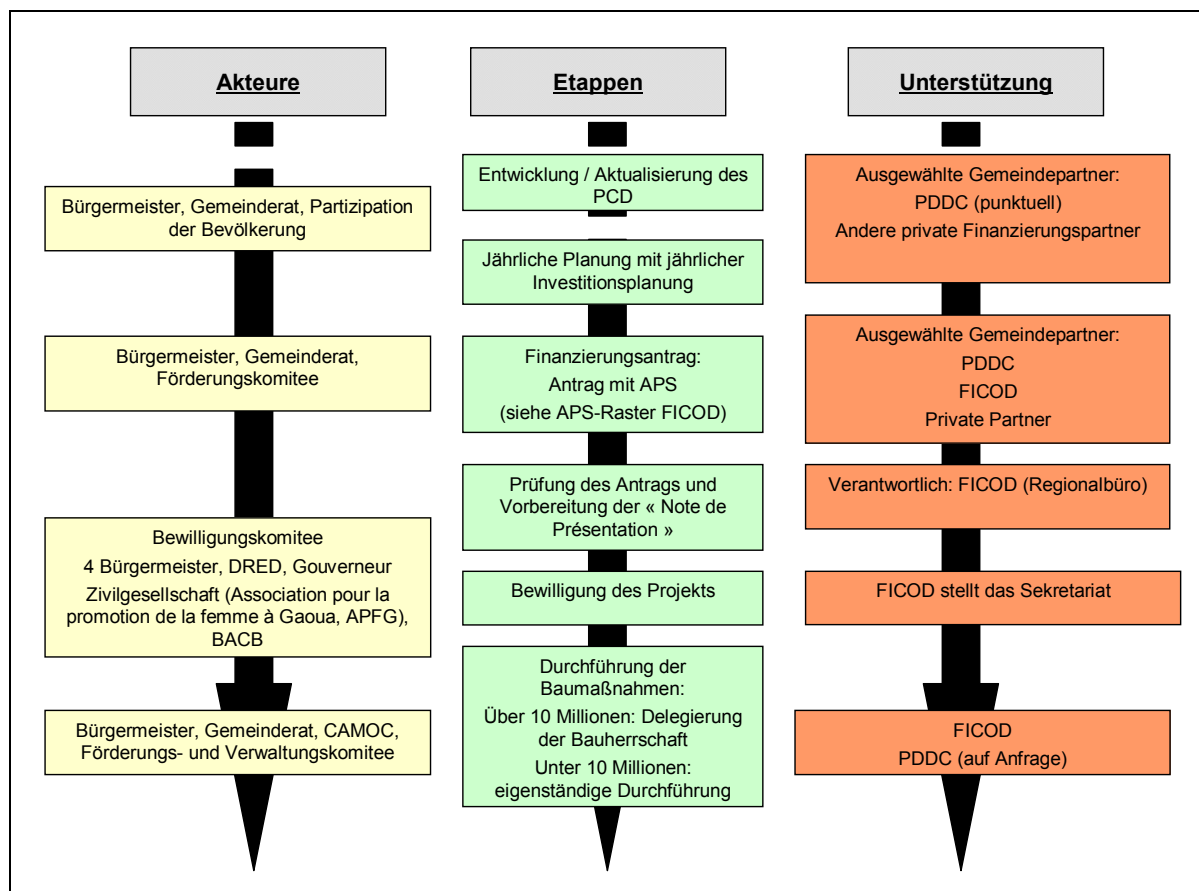 Akteure
Bürgermeister, Gemeinderat, Partizipation
der Bevölkerung
Bürgermeister, Gemeinderat,
Förderungskomitee
Bewilligungskomitee
4 Bürgermeister, DRED, Gouverneur
Zivilgesellschaft (Association pour la
promotion de la femme à Gaoua, APFG),
BACB
Bürgermeister, Gemeinderat, CAMOC,
Förderungs- und Verwaltungskomitee
Etappen
Entwicklung / Aktualisierung des
PCD
Jährliche Planung mit jährlicher
Investitionsplanung
Finanzierungsantrag:
Antrag mit APS
(siehe APS-Raster FICOD)
Prüfung des Antrags und
Vorbereitung der « Note de
Présentation »
Bewilligung des Projekts
Durchführung der
Baumaßnahmen:
Über 10 Millionen: Delegierung
der Bauherrschaft
Unter 10 Millionen:
eigenständige Durchführung
Unterstützung
Ausgewählte Gemeindepartner:
PDDC (punktuell)
Andere private Finanzierungspartner
Ausgewählte Gemeindepartner:
PDDC
FICOD
Private Partner
Verantwortlich: FICOD (Regionalbüro)
FICOD stellt das Sekretariat
FICOD
PDDC (auf Anfrage)